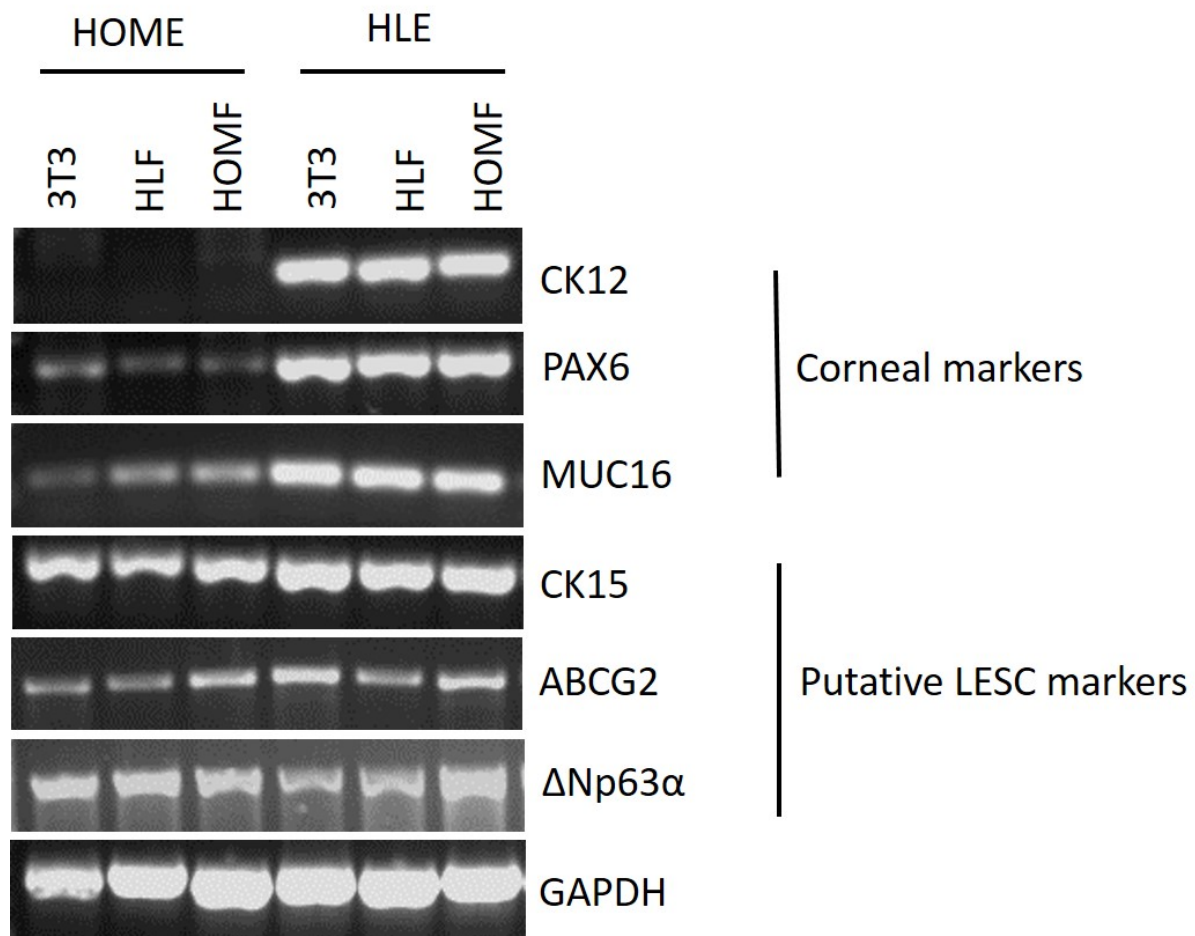 HOME HLE
3T3 HLF HOMF 3T3 HLF HOMF
CK12
PAX6
Corneal markers
MUC16
CK15
ABCG2
Putative LESC markers
ΔNp63α
GAPDH